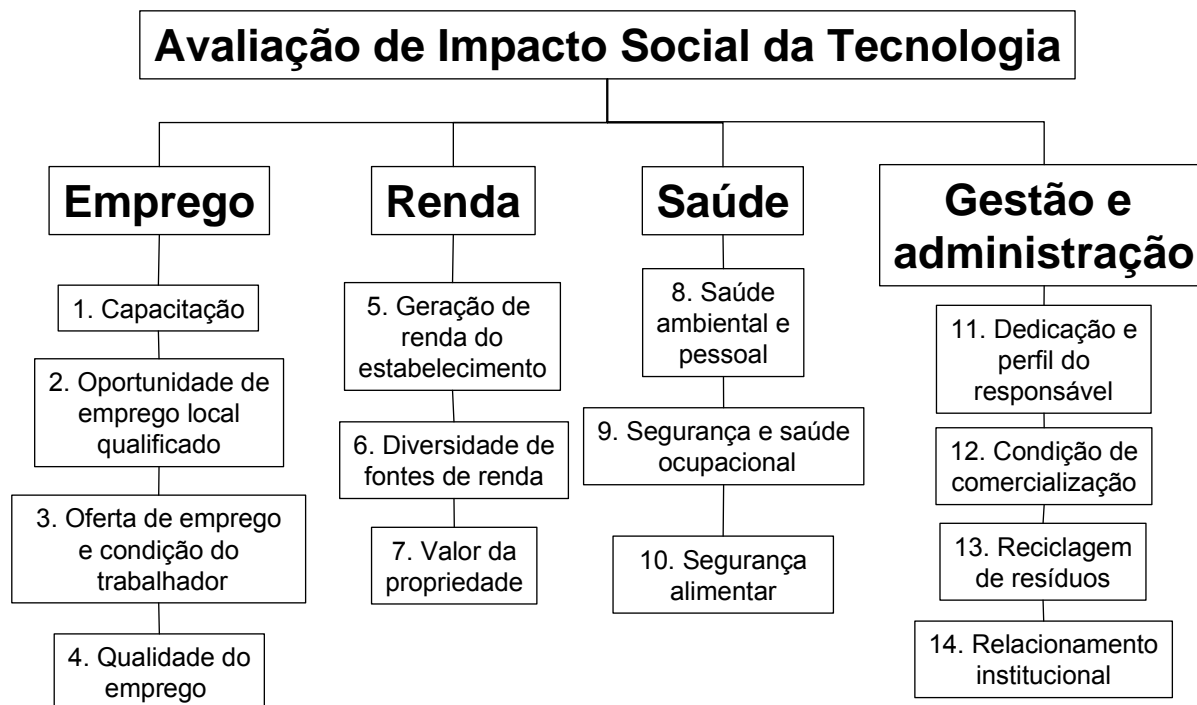 Avaliação de Impacto Social da Tecnologia
Emprego
1. Capacitação
2. Oportunidade de
emprego local
qualificado
3. Oferta de emprego
e condição do
trabalhador
4. Qualidade do
emprego
Renda
5. Geração de
renda do
estabelecimento
6. Diversidade de
fontes de renda
7. Valor da
propriedade
Saúde
8. Saúde
ambiental e
pessoal
9. Segurança e saúde
ocupacional
10. Segurança
alimentar
Gestão e
administração
11. Dedicação e
perfil do
responsável
12. Condição de
comercialização
13. Reciclagem
de resíduos
14. Relacionamento
institucional